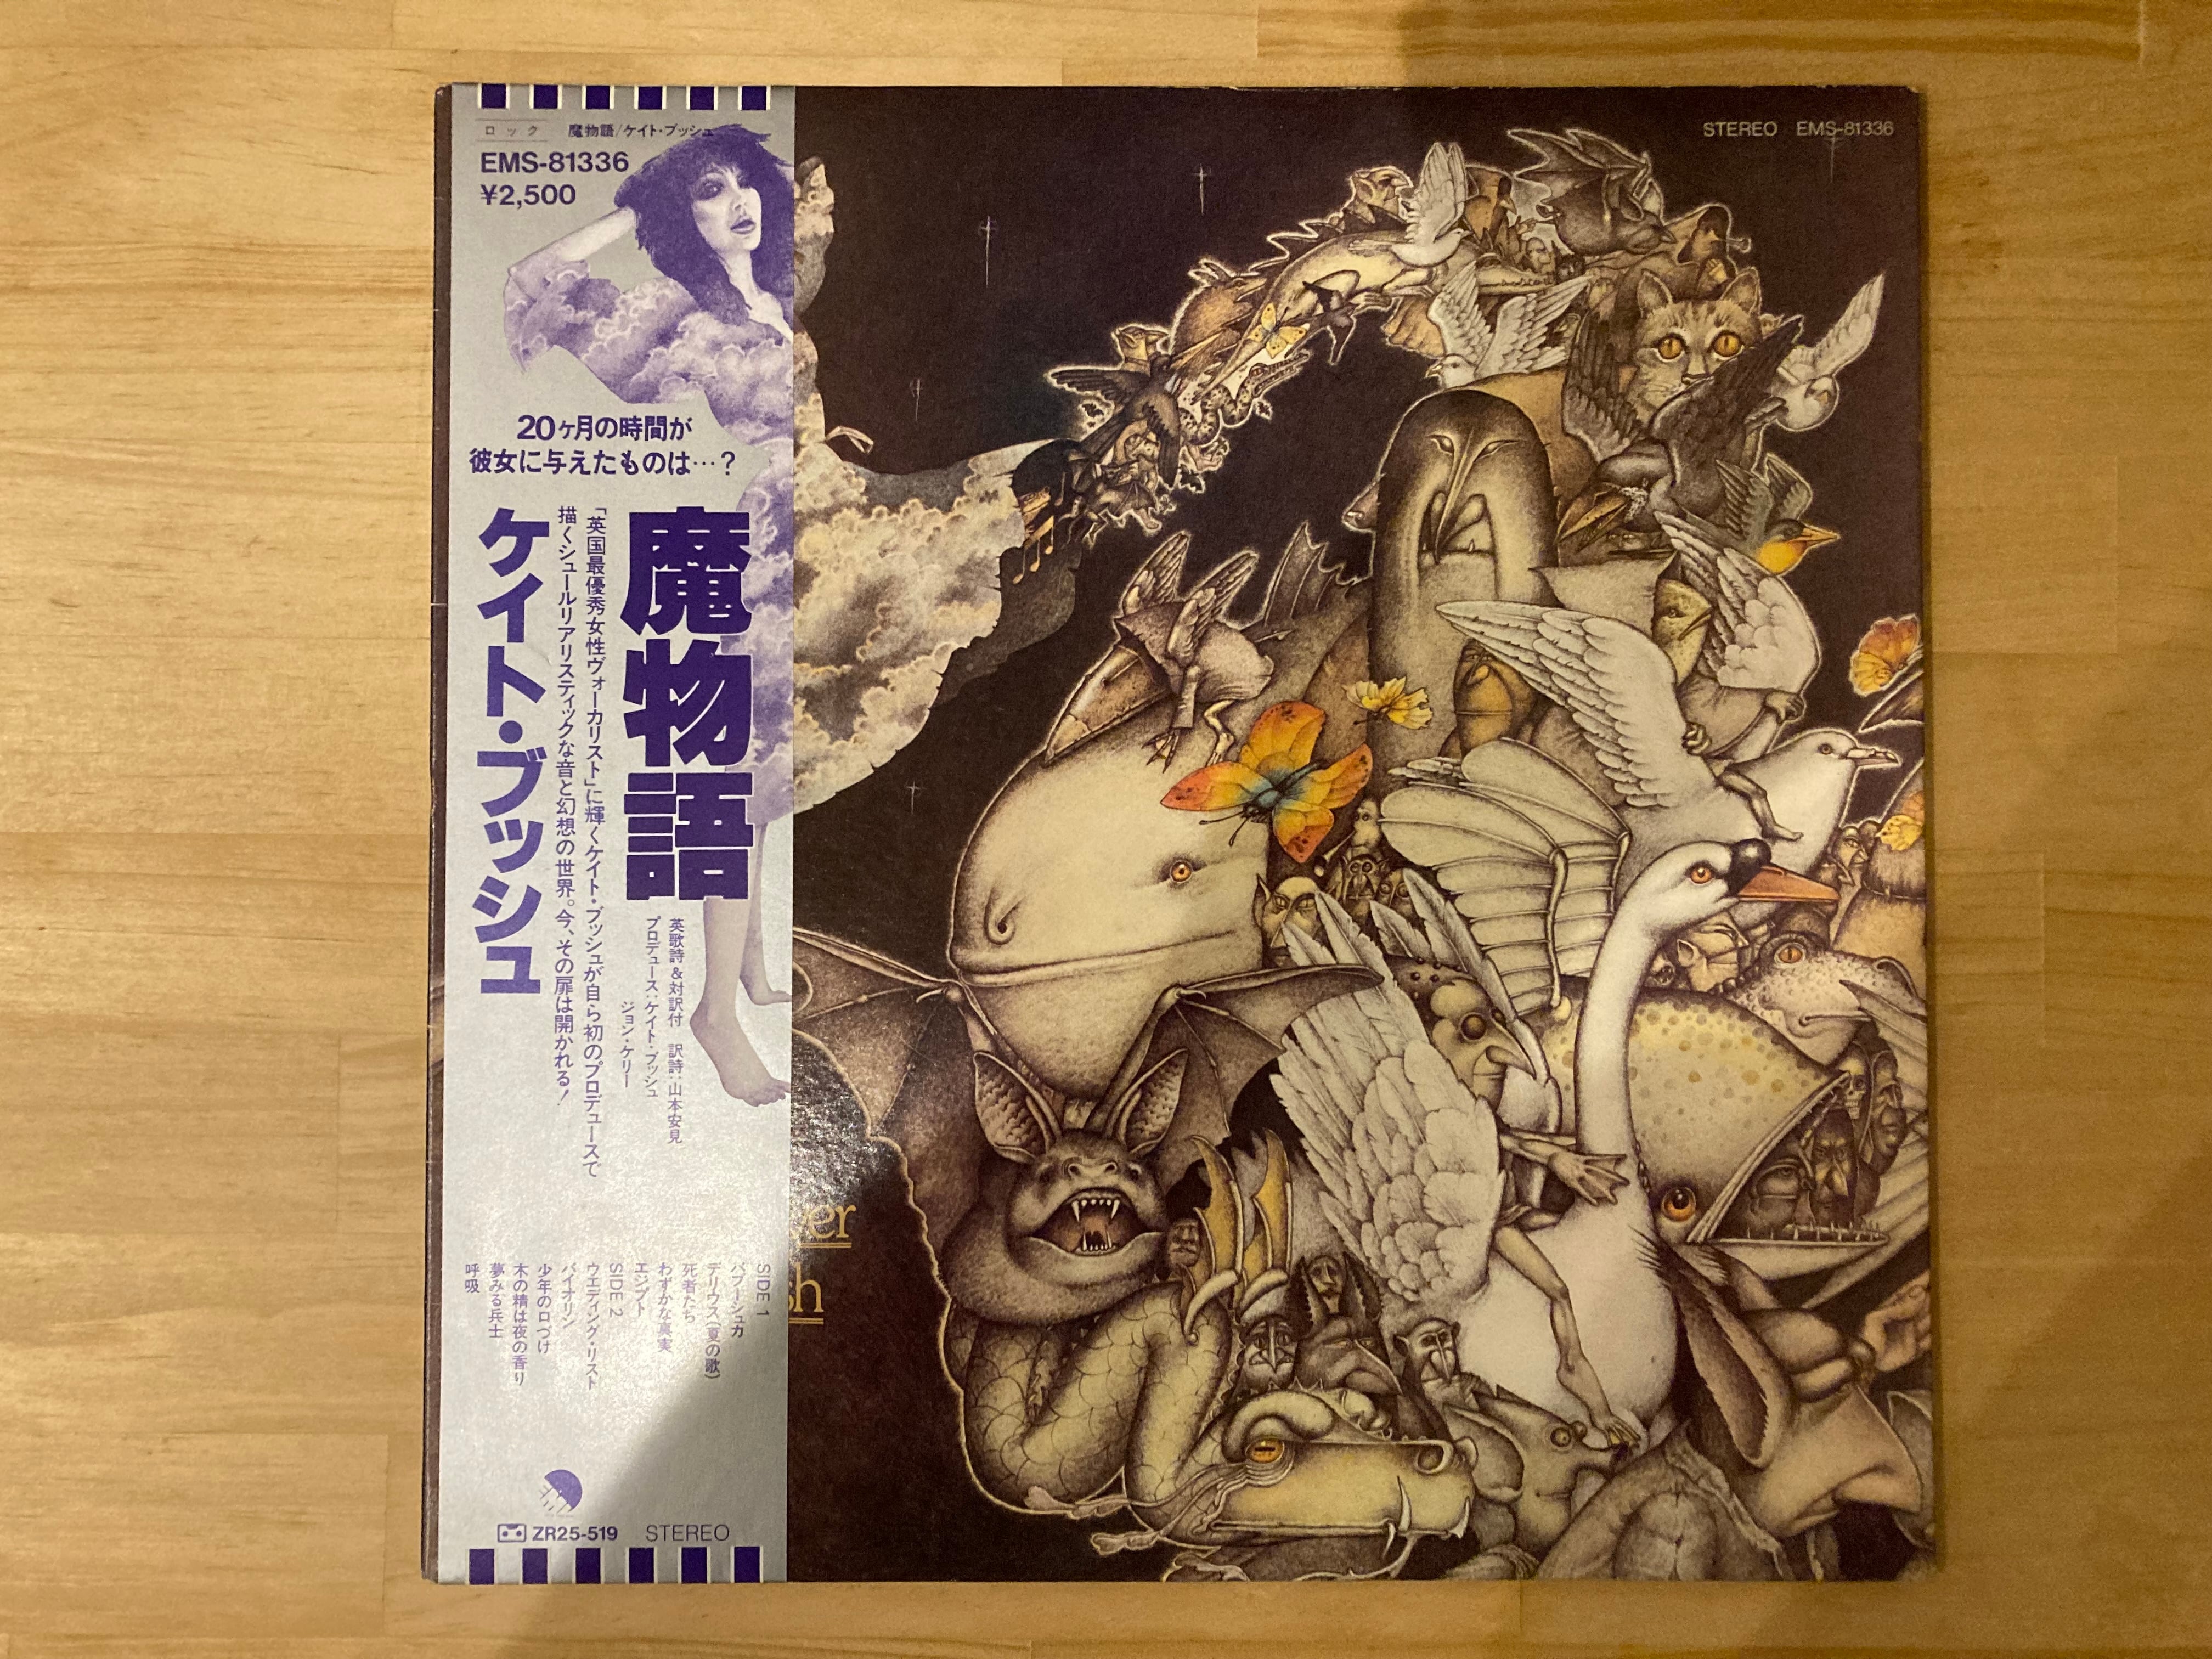 ロック 魔物語/ケイト・ブッシュ
EMS-81336
¥2,500
20ヶ月の時間が
彼女に与えたものは…?
魔物語
ケイト・ブッシュ
「英国最優秀女性ヴォーカリスト」に輝くケイト・ブッシュが自ら初のプロデュースで
描くシュールリアリスティックな音と幻想の世界。今、その扉は開かれる!
英歌詩&対訳付 訳詩:山本安見
プロデュース:ケイト・ブッシュ
ジョン・ケリー
SIDE 1
バブーシュカ
デリウス(夏の歌)
死者たち
わずかな真実
エジプト
SIDE 2
ウエディング・リスト
バイオリン
少年の口づけ
木の精は夜の香り
夢みる兵士
呼吸
ZR25-519 STEREO
STEREO EMS-81336
er
sh